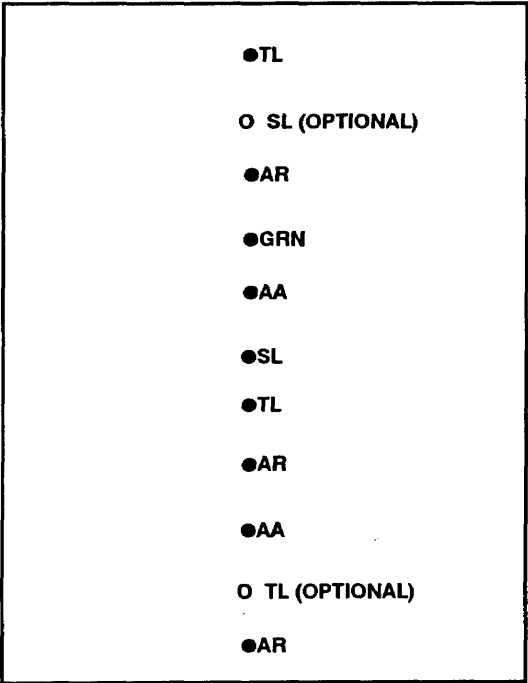 ●TL
O SL (OPTIONAL)
●AR
●GRN
●AA
●SL
●TL
●AR
●AA
O TL (OPTIONAL)
●AR